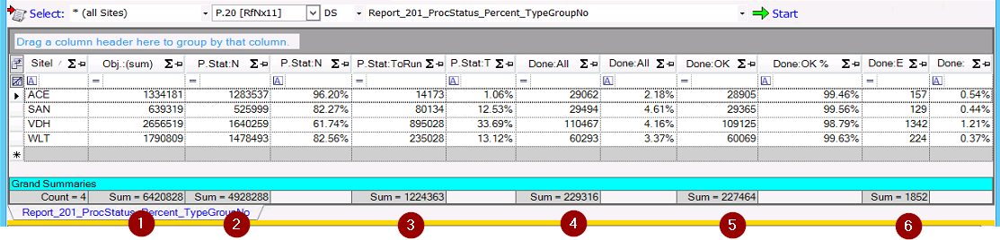 Select: * (all Sites) P.20 [RfNx11] DS Report_201_ProcStatus_Percent_TypeGroupNo Start
Drag a column header here to group by that column.
SiteI Obj.:(sum) P.Stat:N P.Stat:N P.Stat:ToRun P.Stat:T Done:All Done:All Done:OK Done:OK % Done:E Done:
A = = A = A = A = A = A
ACE 1334181 1283537 96.20% 14173 1.06% 29062 2.18% 28905 99.46% 157 0.54%
SAN 639319 525999 82.27% 80134 12.53% 29494 4.61% 29365 99.56% 129 0.44%
VDH 2656519 1640259 61.74% 895028 33.69% 110467 4.16% 109125 98.79% 1342 1.21%
WLT 1790809 1478493 82.56% 235028 13.12% 60293 3.37% 60069 99.63% 224 0.37%
Grand Summaries
Count = 4 Sum = 6420828 Sum = 4928288 Sum = 1224363 Sum = 229316 Sum = 227464 Sum = 1852
Report_201_ProcStatus_Percent_TypeGroupNo
1 2 3 4 5 6